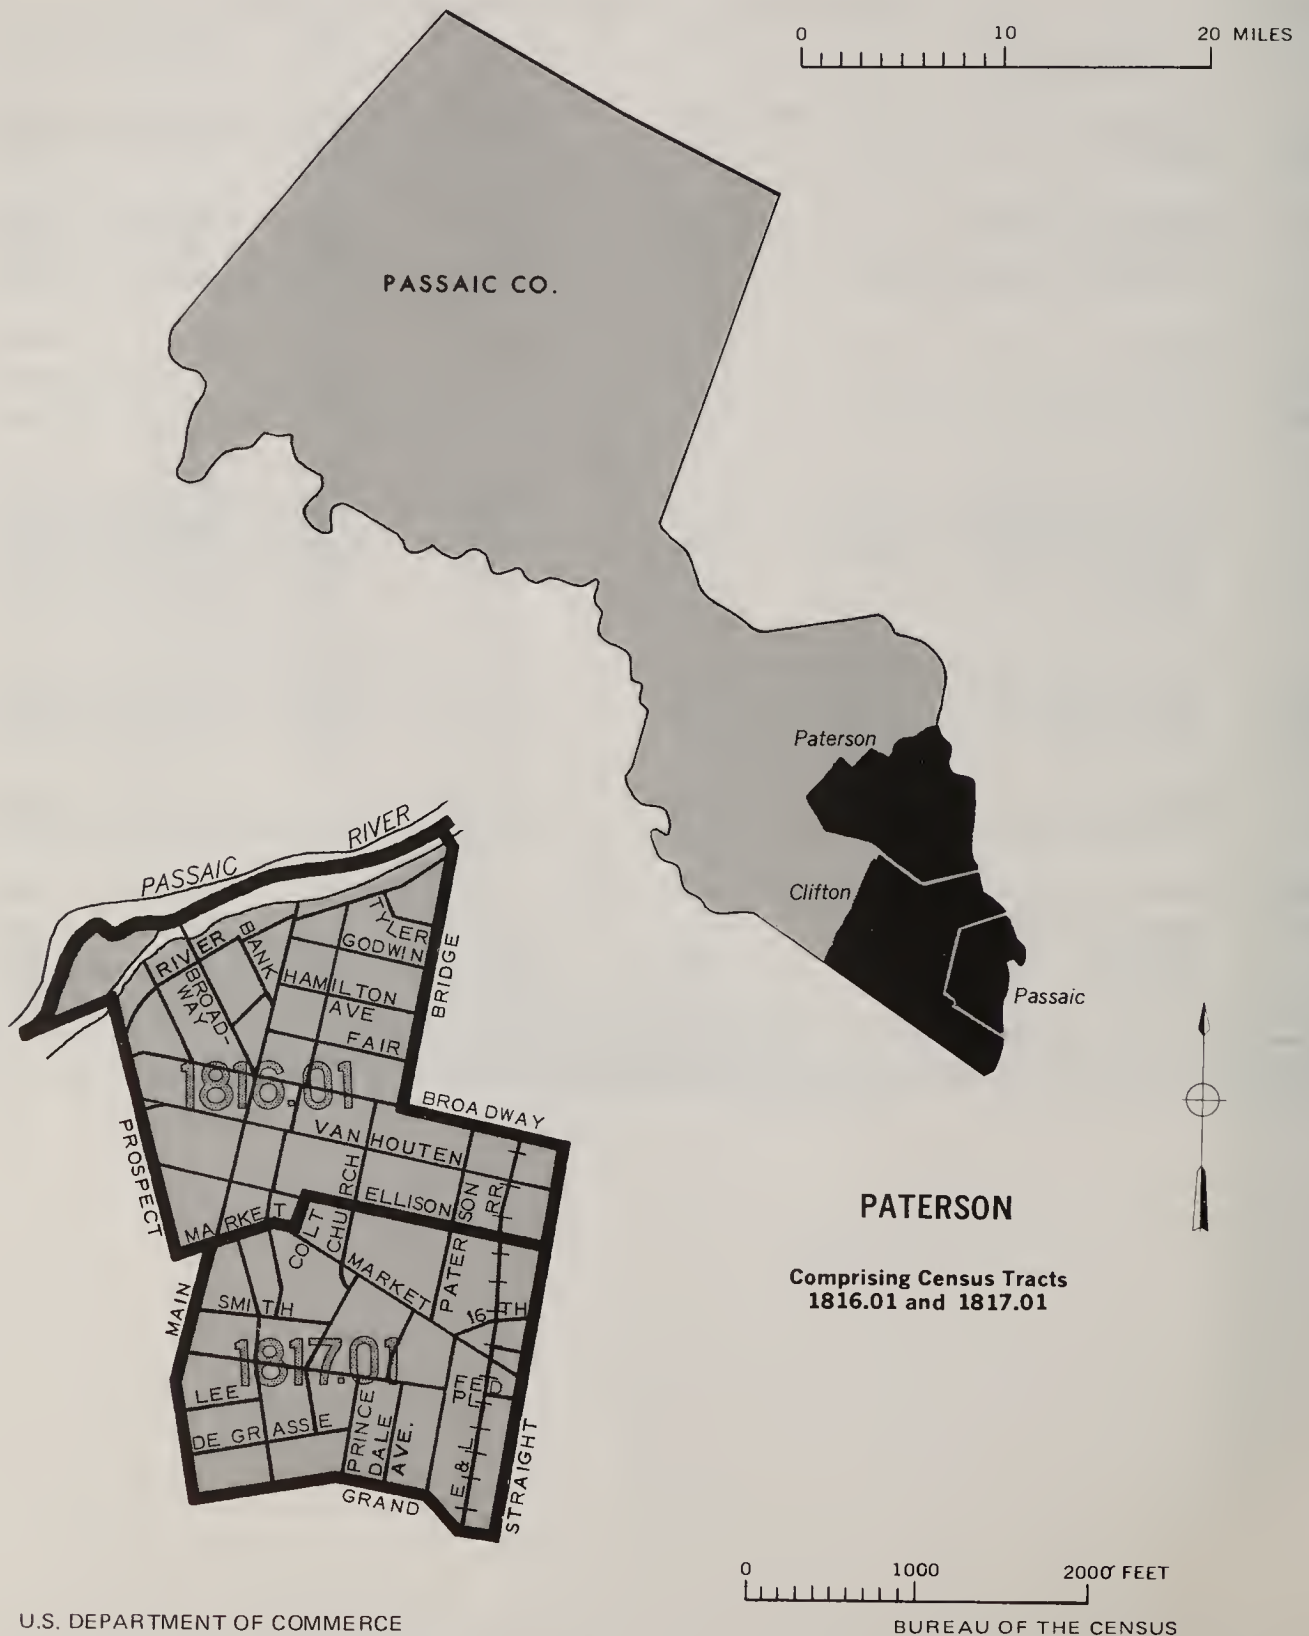 0 10 20 MILES
PASSAIC CO.
Paterson
Clifton
Passaic
PASSAIC RIVER
TYLER
RIVER
BANK
GODWIN
BROAD-
WAY
HAMILTON
AVE
BRIDGE
FAIR
1816.01
BROADWAY
PROSPECT
VAN HOUTEN
CHURCH
ELLISON
PATERSON
RR
MARKET
COLT
MARKET
MAIN
SMITH
16TH
1817.01
LEE
FED
PL
DE GRASSE
PRINCE
DALE
AVE.
E. & L.
GRAND
STRAIGHT
PATERSON
Comprising Census Tracts
1816.01 and 1817.01
0 1000 2000 FEET
U.S. DEPARTMENT OF COMMERCE
BUREAU OF THE CENSUS